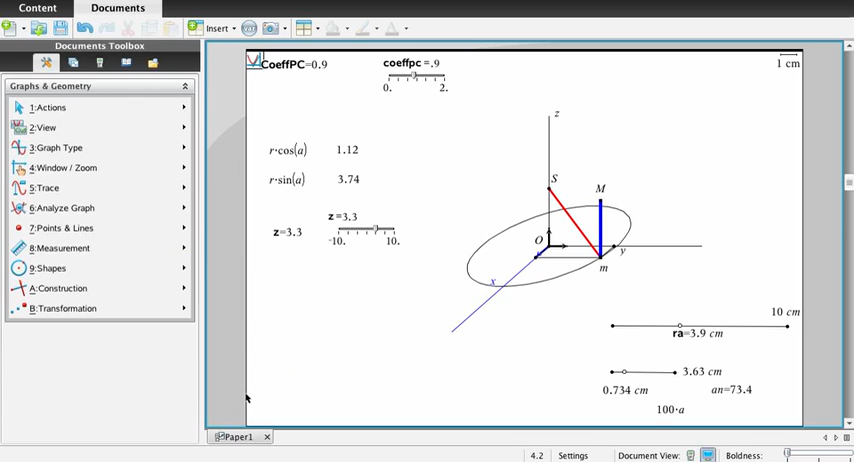 Content Documents
Insert
Documents Toolbox
Graphs & Geometry
1:Actions
2:View
3:Graph Type
4:Window / Zoom
5:Trace
6:Analyze Graph
7:Points & Lines
8:Measurement
9:Shapes
A:Construction
B:Transformation
CoeffPC=0.9
coeffpc =.9
0. 2.
1 cm
r·cos(a) 1.12
r·sin(a) 3.74
z=3.3
z =3.3
-10. 10.
z
S
M
O
y
m
x
10 cm
ra=3.9 cm
3.63 cm
0.734 cm
an=73.4
100·a
Paper1
4.2 Settings Document View: Boldness: